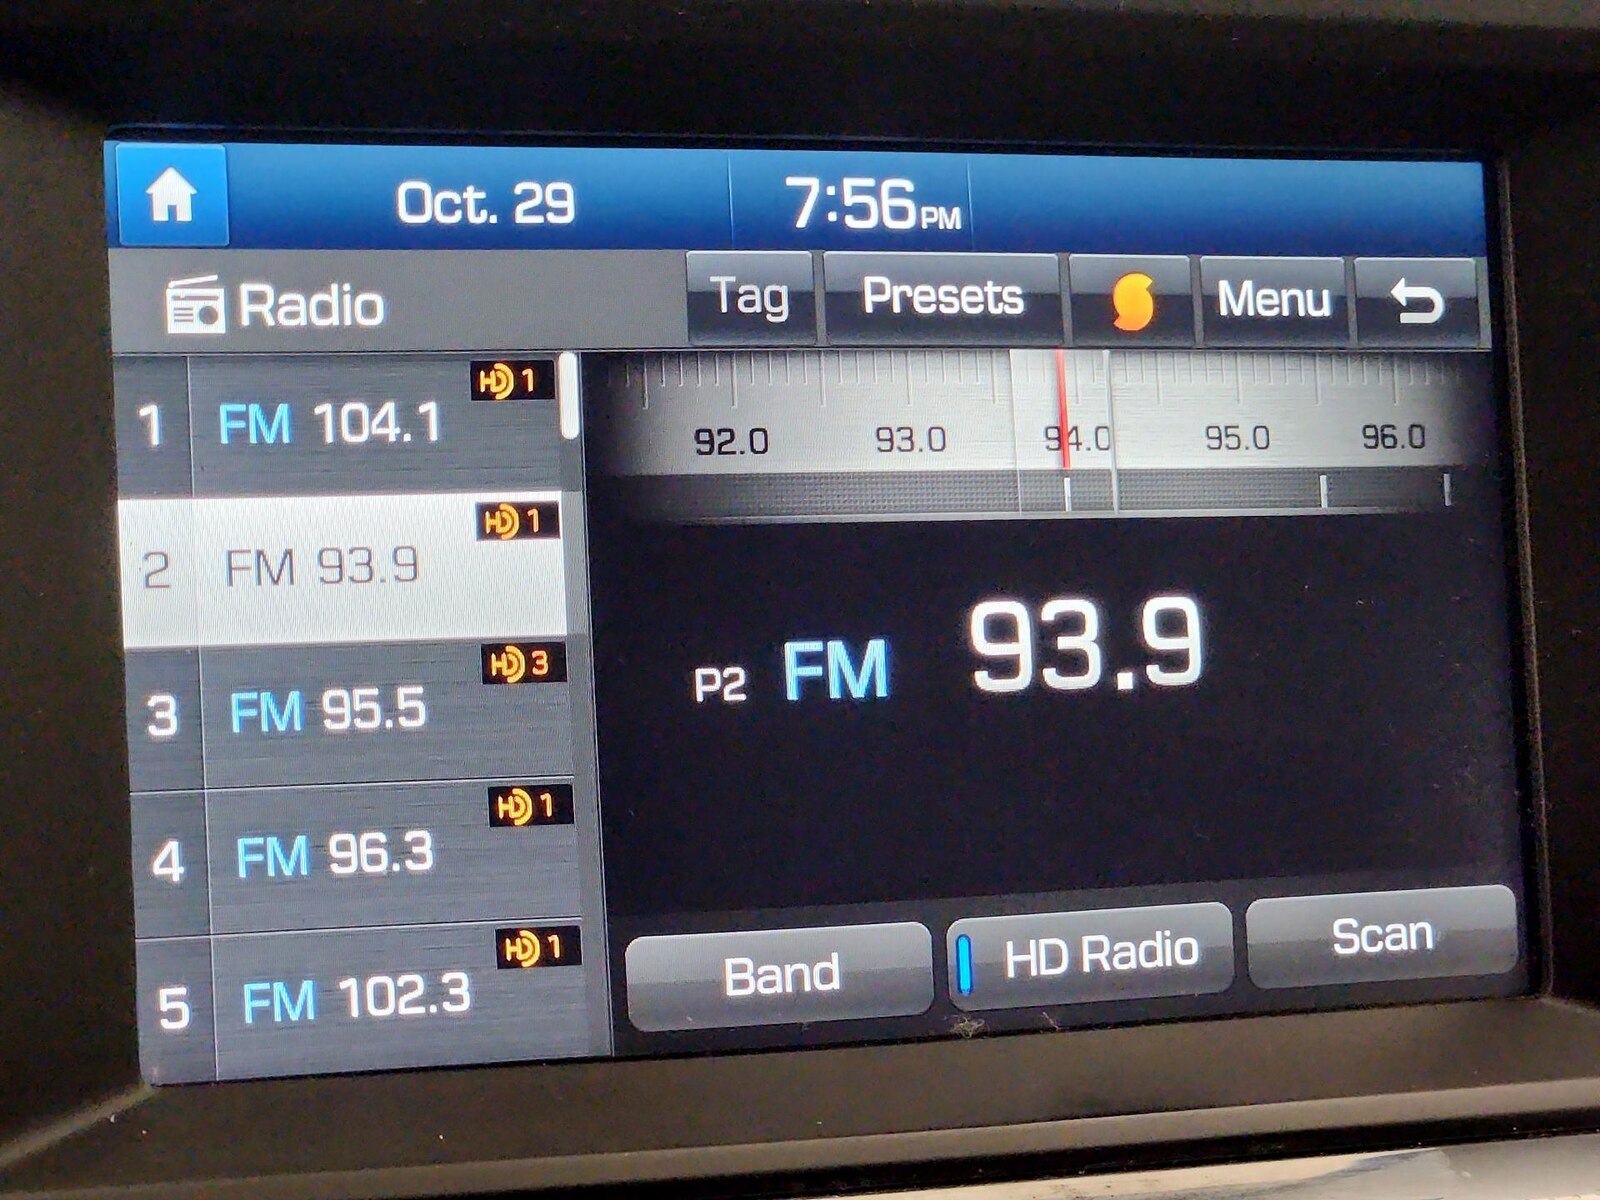 Oct. 29 7:56 PM
Radio Tag Presets Menu
1 FM 104.1 HD 1
2 FM 93.9 HD 1
3 FM 95.5 HD 3
4 FM 96.3 HD 1
5 FM 102.3 HD 1
92.0 93.0 94.0 95.0 96.0
P2 FM 93.9
Band HD Radio Scan